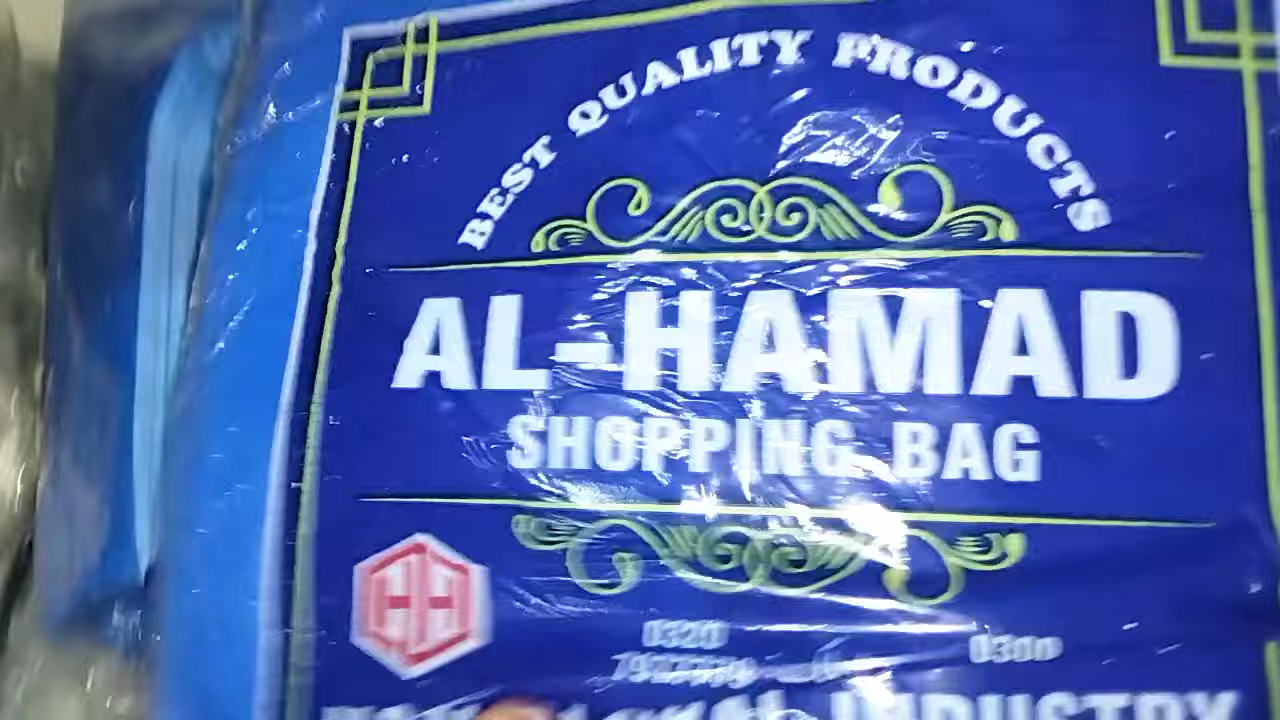 BEST QUALITY PRODUCTS
AL-HAMAD
SHOPPING BAG
0320
0300
INDUSTRY